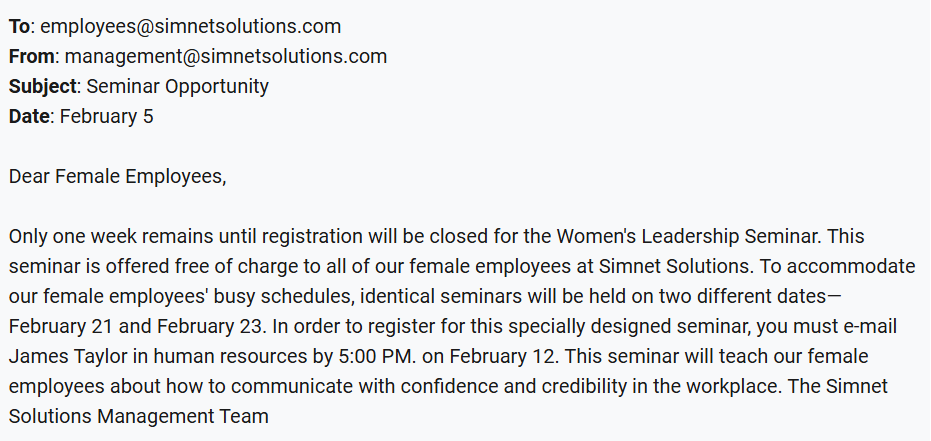 To: employees@simnetsolutions.com
From: management@simnetsolutions.com
Subject: Seminar Opportunity
Date: February 5
Dear Female Employees,
Only one week remains until registration will be closed for the Women's Leadership Seminar. This
seminar is offered free of charge to all of our female employees at Simnet Solutions. To accommodate
our female employees' busy schedules, identical seminars will be held on two different dates—
February 21 and February 23. In order to register for this specially designed seminar, you must e-mail
James Taylor in human resources by 5:00 PM. on February 12. This seminar will teach our female
employees about how to communicate with confidence and credibility in the workplace. The Simnet
Solutions Management Team